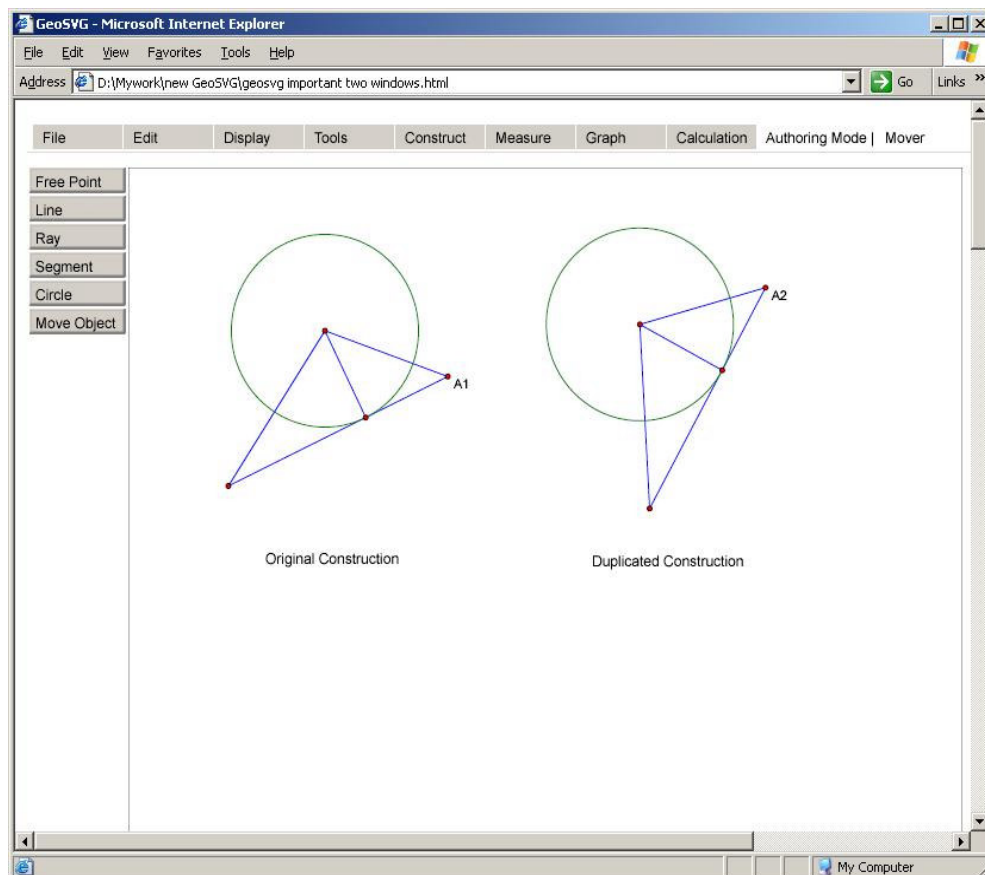 GeoSVG - Microsoft Internet Explorer
File Edit View Favorites Tools Help
Address D:\Mywork\new GeoSVG\geosvg important two windows.html Go Links »
File Edit Display Tools Construct Measure Graph Calculation Authoring Mode | Mover
Free Point
Line
Ray
Segment
Circle
Move Object
A1
A2
Original Construction
Duplicated Construction
My Computer